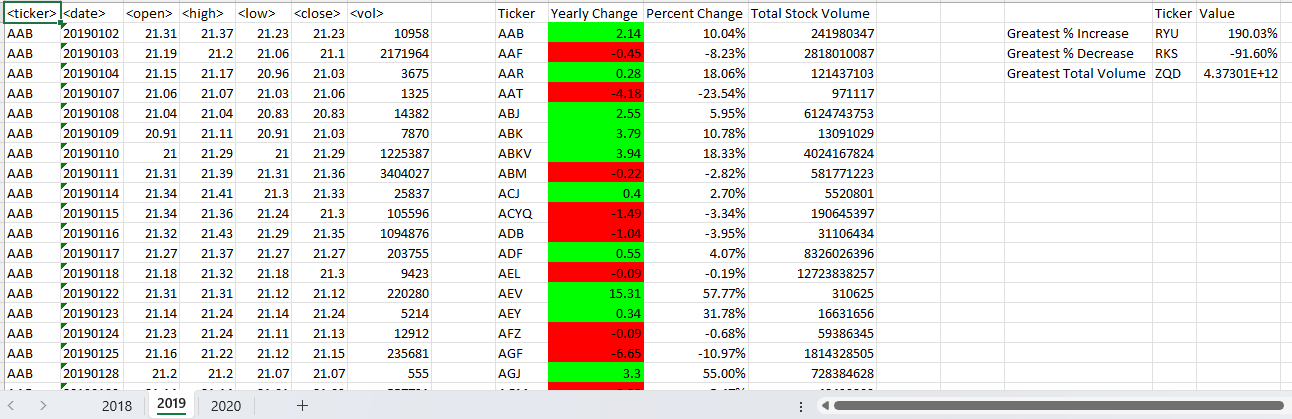 <ticker> <date> <open> <high> <low> <close> <vol> Ticker Yearly Change Percent Change Total Stock Volume Ticker Value
AAB 20190102 21.31 21.37 21.23 21.23 10958 AAB 2.14 10.04% 241980347 Greatest % Increase RYU 190.03%
AAB 20190103 21.19 21.2 21.06 21.1 2171964 AAF -0.45 -8.23% 2818010087 Greatest % Decrease RKS -91.60%
AAB 20190104 21.15 21.17 20.96 21.03 3675 AAR 0.28 18.06% 121437103 Greatest Total Volume ZQD 4.37301E+12
AAB 20190107 21.06 21.07 21.03 21.06 1325 AAT -4.18 -23.54% 971117
AAB 20190108 21.04 21.04 20.83 20.83 14382 ABJ 2.55 5.95% 6124743753
AAB 20190109 20.91 21.11 20.91 21.03 7870 ABK 3.79 10.78% 13091029
AAB 20190110 21 21.29 21 21.29 1225387 ABKV 3.94 18.33% 4024167824
AAB 20190111 21.31 21.39 21.31 21.36 3404027 ABM -0.22 -2.82% 581771223
AAB 20190114 21.34 21.41 21.3 21.33 25837 ACJ 0.4 2.70% 5520801
AAB 20190115 21.34 21.36 21.24 21.3 105596 ACYQ -1.49 -3.34% 190645397
AAB 20190116 21.32 21.43 21.29 21.35 1094876 ADB -1.04 -3.95% 31106434
AAB 20190117 21.27 21.37 21.27 21.27 203755 ADF 0.55 4.07% 8326026396
AAB 20190118 21.18 21.32 21.18 21.3 9423 AEL -0.09 -0.19% 12723838257
AAB 20190122 21.31 21.31 21.12 21.12 220280 AEV 15.31 57.77% 310625
AAB 20190123 21.14 21.24 21.14 21.24 5214 AEY 0.34 31.78% 16631656
AAB 20190124 21.23 21.24 21.11 21.13 12912 AFZ -0.09 -0.68% 59386345
AAB 20190125 21.16 21.22 21.12 21.15 235681 AGF -6.65 -10.97% 1814328505
AAB 20190128 21.2 21.2 21.07 21.07 555 AGJ 3.3 55.00% 728384628
2018 2019 2020